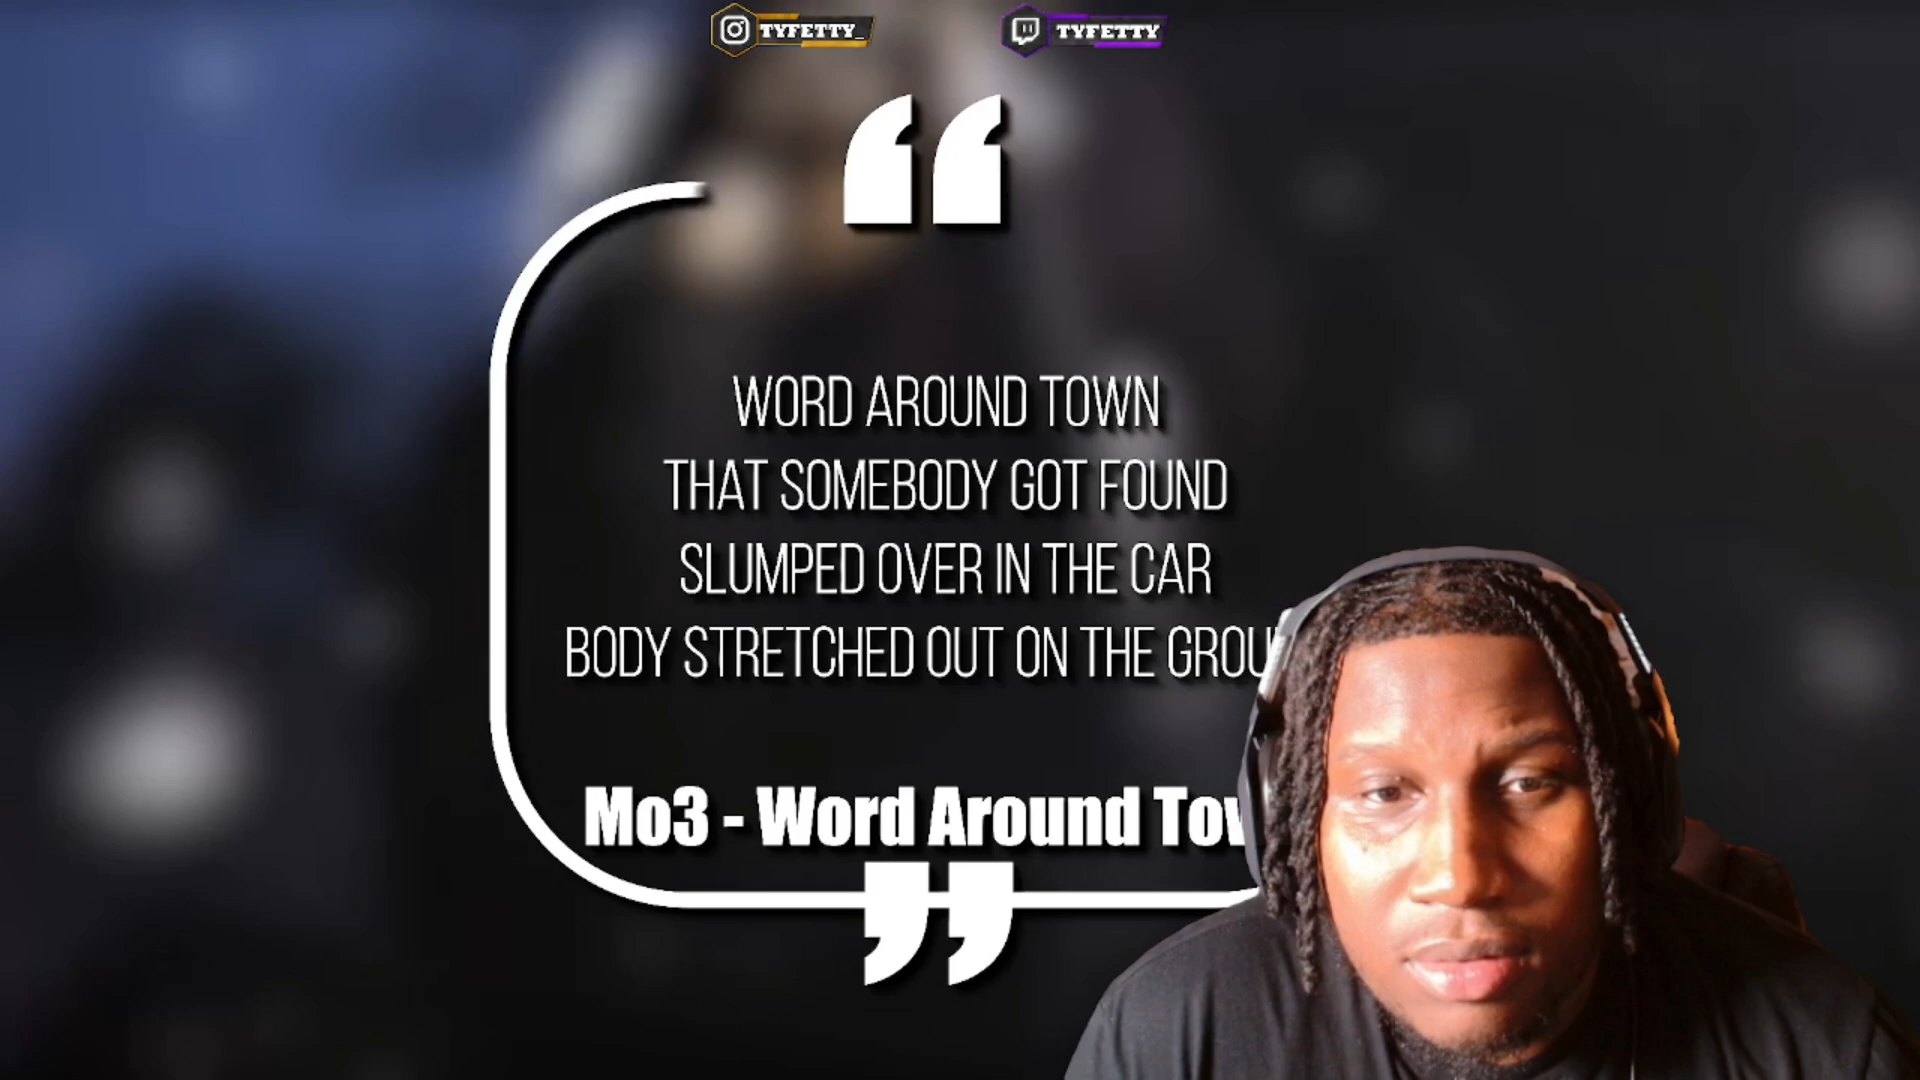 TYFETTY_
TYFETTY
WORD AROUND TOWN
THAT SOMEBODY GOT FOUND
SLUMPED OVER IN THE CAR
BODY STRETCHED OUT ON THE
Mo3 - Word Around